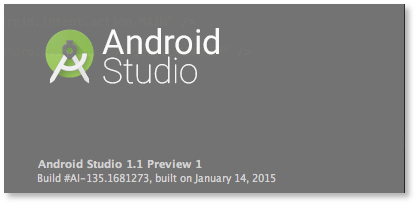 Android
Studio
Android Studio 1.1 Preview 1
Build #AI-135.1681273, built on January 14, 2015